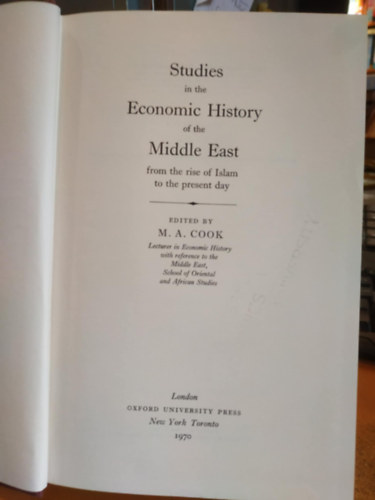 Studies
in the
Economic History
of the
Middle East
from the rise of Islam
to the present day
EDITED BY
M. A. COOK
Lecturer in Economic History
with reference to the
Middle East,
School of Oriental
and African Studies
London
OXFORD UNIVERSITY PRESS
New York Toronto
1970